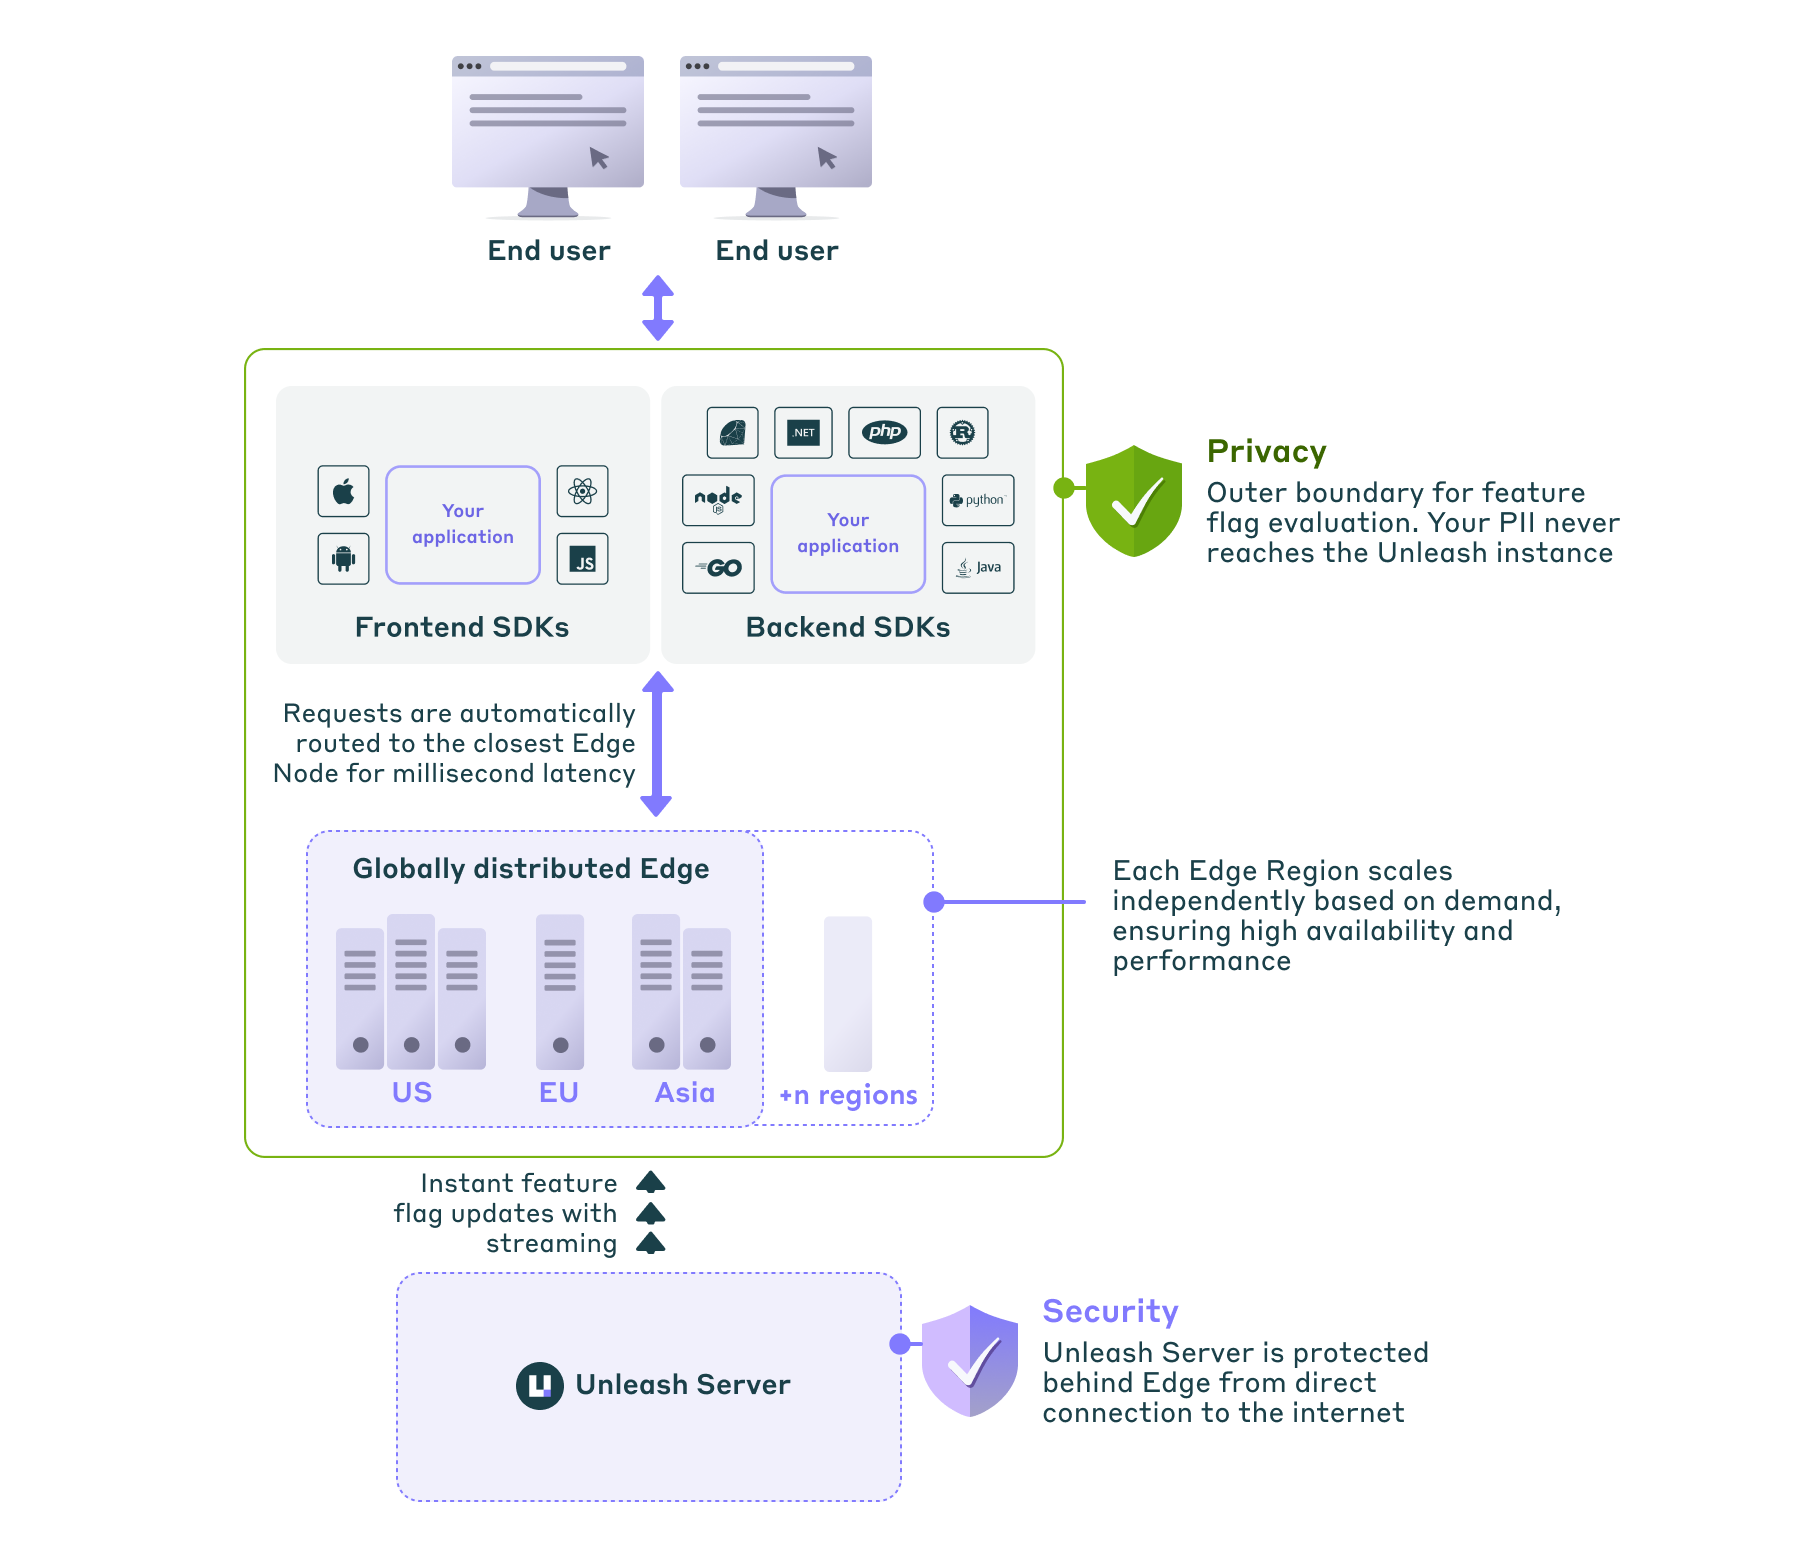 End user
End user
.NET
php
R
Your
application
JS
node
JS
Your
application
python
GO
Java
Frontend SDKs
Backend SDKs
Privacy
Outer boundary for feature
flag evaluation. Your PII never
reaches the Unleash instance
Requests are automatically
routed to the closest Edge
Node for millisecond latency
Globally distributed Edge
US
EU
Asia
+n regions
Each Edge Region scales
independently based on demand,
ensuring high availability and
performance
Instant feature
flag updates with
streaming
Unleash Server
Security
Unleash Server is protected
behind Edge from direct
connection to the internet